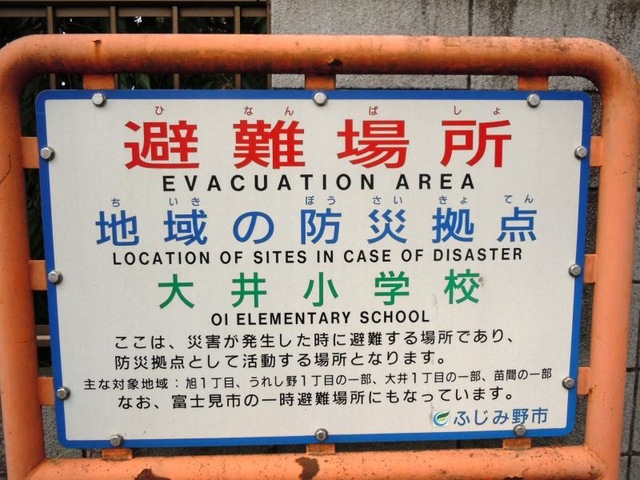 ひ なん ば しょ
避難場所
EVACUATION AREA
ち いき ぼう さい きょ てん
地域の防災拠点
LOCATION OF SITES IN CASE OF DISASTER
大井小学校
OI ELEMENTARY SCHOOL
ここは、災害が発生した時に避難する場所であり、
防災拠点として活動する場所となります。
主な対象地域：旭1丁目、うれし野1丁目の一部、大井1丁目の一部、苗間の一部
なお、富士見市の一時避難場所にもなっています。
ふじみ野市